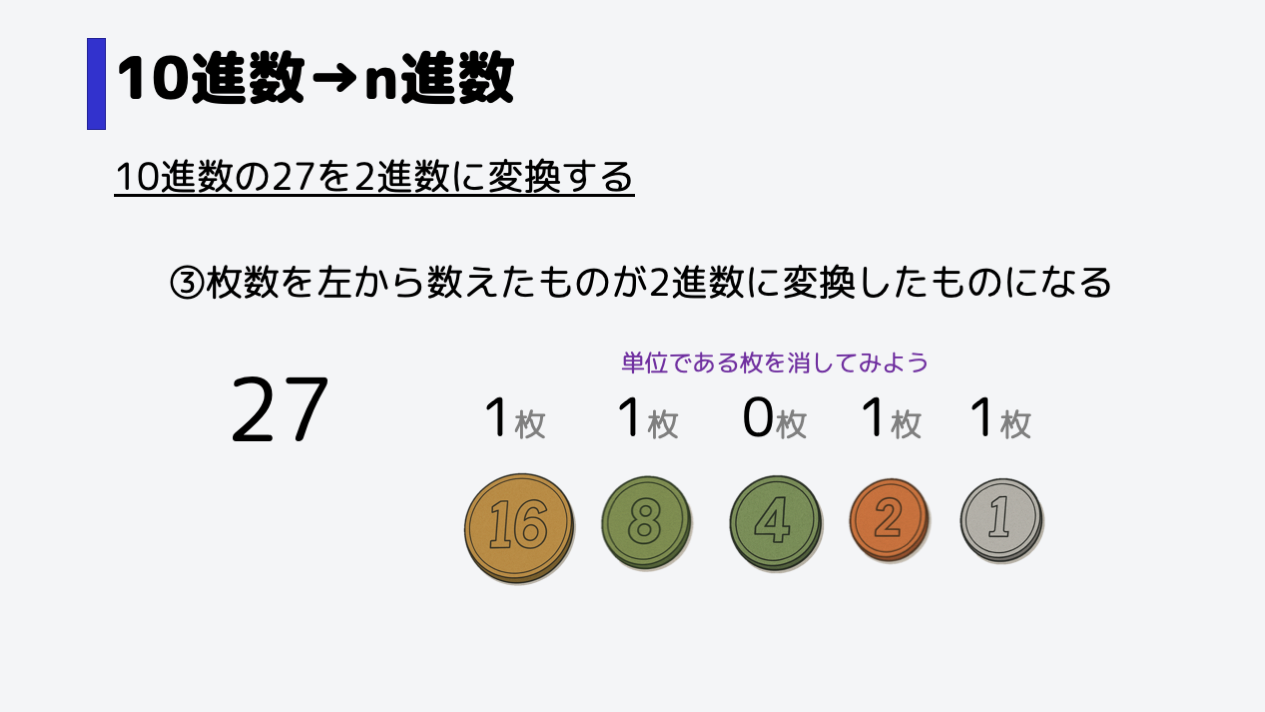 10進数→n進数
10進数の27を2進数に変換する
③枚数を左から数えたものが2進数に変換したものになる
単位である枚を消してみよう
27
1枚 1枚 0枚 1枚 1枚
16 8 4 2 1